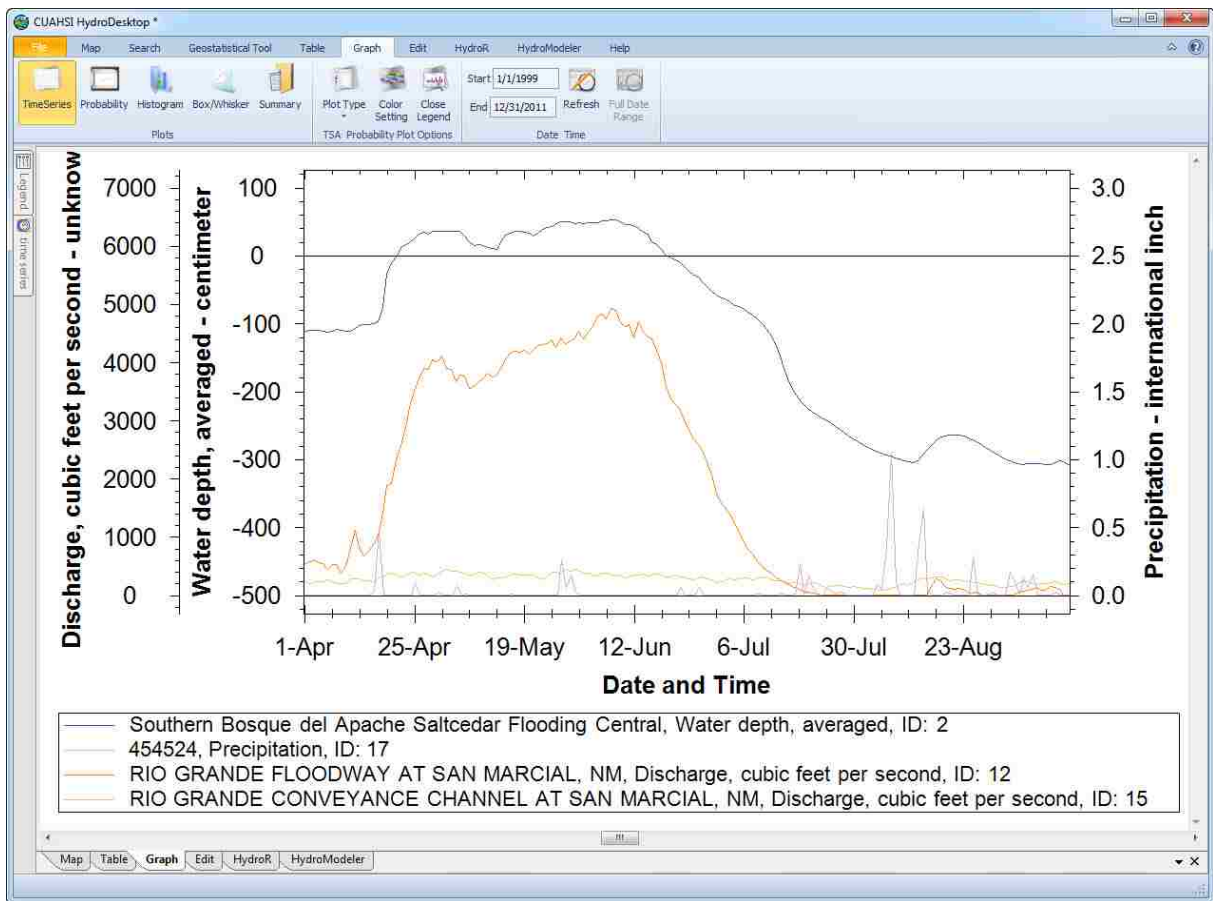 CUAHSI HydroDesktop *
File Map Search Geostatistical Tool Table Graph Edit HydroR HydroModeler Help
TimeSeries Probability Histogram Box/Whisker Summary
Plots
Plot Type Color Setting Close Legend
TSA Probability Plot Options
Start 1/1/1999
End 12/31/2011
Refresh Full Date Range
Date Time
Legend
time series
Discharge, cubic feet per second - unknow
7000
6000
5000
4000
3000
2000
1000
0
Water depth, averaged - centimeter
100
0
-100
-200
-300
-400
-500
3.0
2.5
2.0
1.5
1.0
0.5
0.0
Precipitation - international inch
1-Apr 25-Apr 19-May 12-Jun 6-Jul 30-Jul 23-Aug
Date and Time
Southern Bosque del Apache Saltcedar Flooding Central, Water depth, averaged, ID: 2
454524, Precipitation, ID: 17
RIO GRANDE FLOODWAY AT SAN MARCIAL, NM, Discharge, cubic feet per second, ID: 12
RIO GRANDE CONVEYANCE CHANNEL AT SAN MARCIAL, NM, Discharge, cubic feet per second, ID: 15
Map Table Graph Edit HydroR HydroModeler